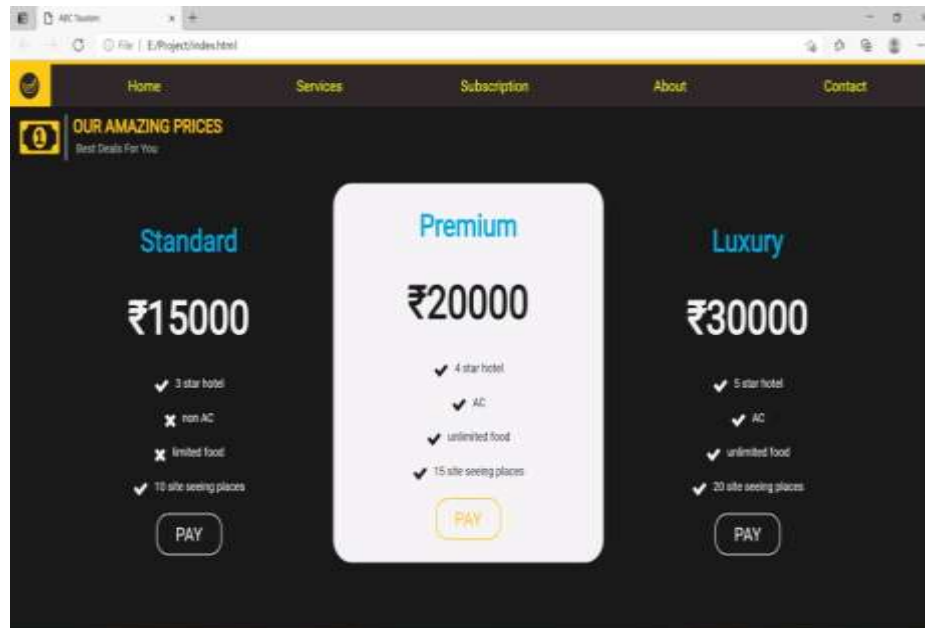 ABC Tourism
File | E:/Project/index.html
Home Services Subscription About Contact
OUR AMAZING PRICES
Best Deals For You
Standard
₹15000
3 star hotel
non AC
limited food
10 site seeing places
PAY
Premium
₹20000
4 star hotel
AC
unlimited food
15 site seeing places
PAY
Luxury
₹30000
5 star hotel
AC
unlimited food
20 site seeing places
PAY